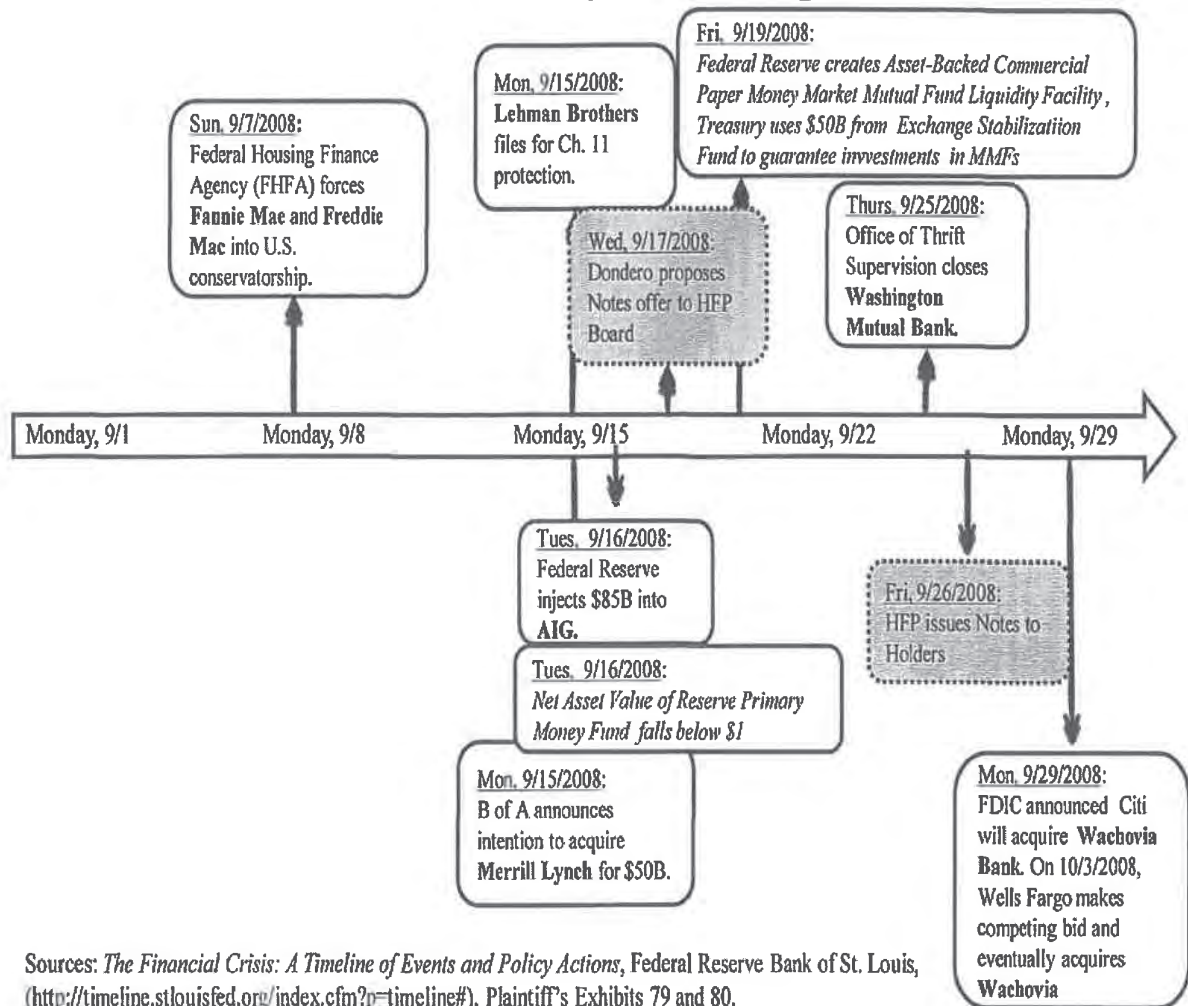 Fri, 9/19/2008:
Federal Reserve creates Asset-Backed Commercial
Paper Money Market Mutual Fund Liquidity Facility,
Treasury uses $50B from Exchange Stabilizatiion
Fund to guarantee invvestments in MMFs
Mon, 9/15/2008:
Lehman Brothers
files for Ch. 11
protection.
Sun, 9/7/2008:
Federal Housing Finance
Agency (FHFA) forces
Fannie Mae and Freddie
Mac into U.S.
conservatorship.
Thurs. 9/25/2008:
Office of Thrift
Supervision closes
Washington
Mutual Bank.
Wed, 9/17/2008:
Dondero proposes
Notes offer to HFP
Board
Monday, 9/1
Monday, 9/8
Monday, 9/15
Monday, 9/22
Monday, 9/29
Tues. 9/16/2008:
Federal Reserve
injects $85B into
AIG.
Tues. 9/16/2008:
Net Asset Value of Reserve Primary
Money Fund falls below $1
Mon, 9/15/2008:
B of A announces
intention to acquire
Merrill Lynch for $50B.
Fri, 9/26/2008:
HFP issues Notes to
Holders
Mon, 9/29/2008:
FDIC announced Citi
will acquire Wachovia
Bank. On 10/3/2008,
Wells Fargo makes
competing bid and
eventually acquires
Wachovia
Sources: The Financial Crisis: A Timeline of Events and Policy Actions, Federal Reserve Bank of St. Louis,
(http://timeline.stlouisfed.org/index.cfm?p=timeline#), Plaintiff's Exhibits 79 and 80.